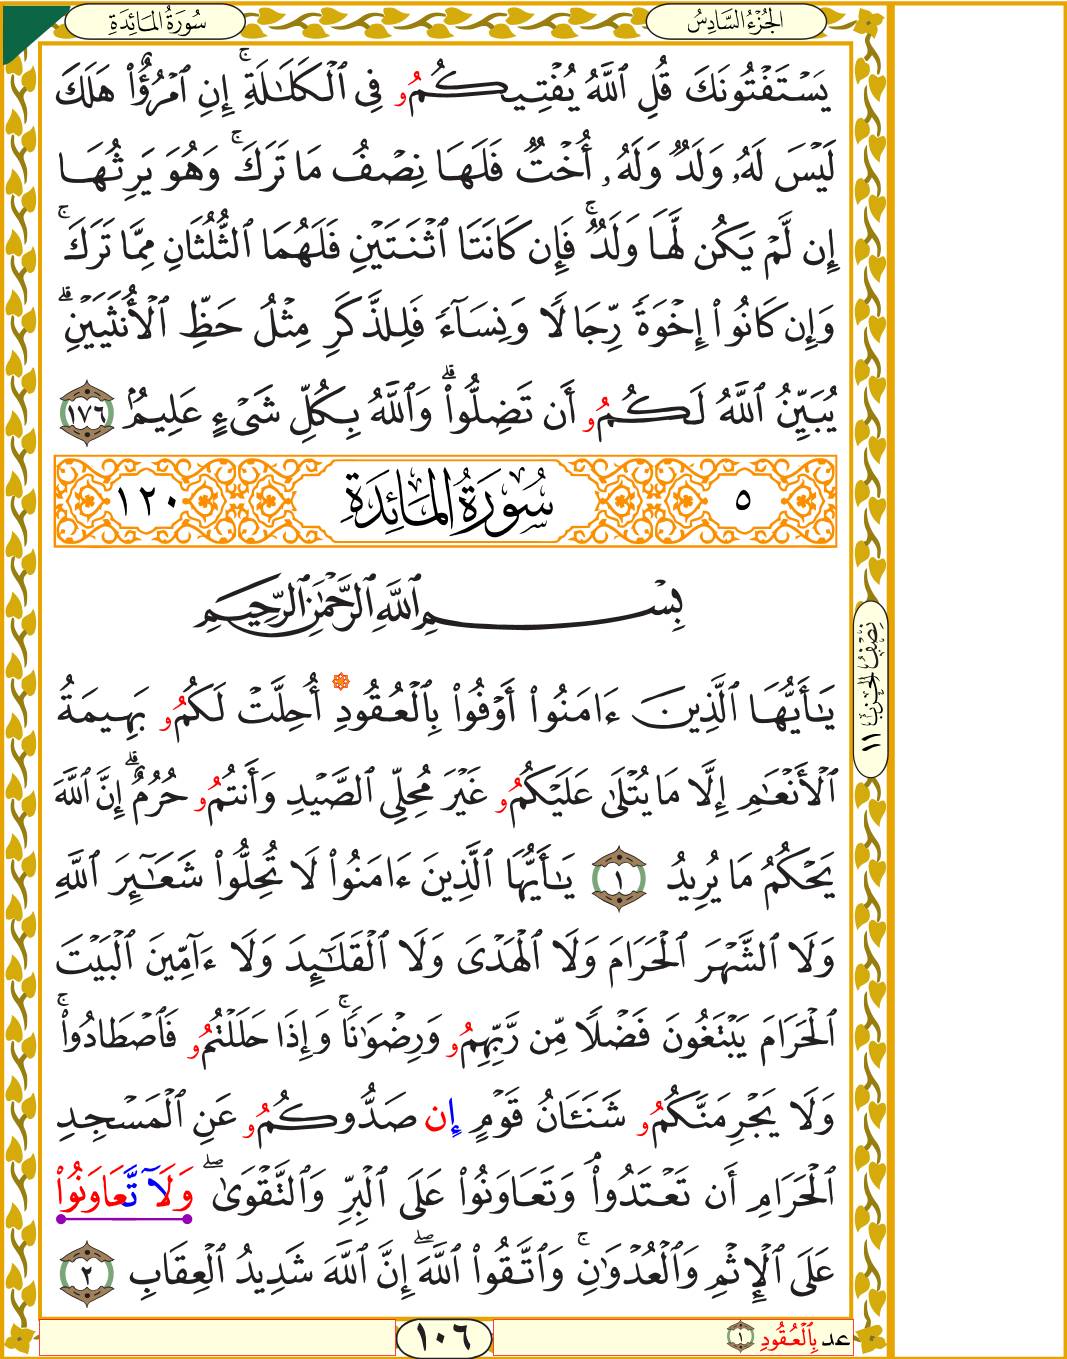 سُورَةُ المَائِدَةِ
الجُزْءُ السَّادِسُ
يَسۡتَفۡتُونَكَ قُلِ ٱللَّهُ يُفۡتِيكُمُو فِي ٱلۡكَلَٰلَةِۚ إِنِ ٱمۡرُؤٌاْ هَلَكَ
لَيۡسَ لَهُۥ وَلَدٞ وَلَهُۥ أُخۡتٞ فَلَهَا نِصۡفُ مَا تَرَكَۚ وَهُوَ يَرِثُهَا
إِن لَّمۡ يَكُن لَّهَا وَلَدٞۚ فَإِن كَانَتَا ٱثۡنَتَيۡنِ فَلَهُمَا ٱلثُّلُثَانِ مِمَّا تَرَكَۚ
وَإِن كَانُوٓاْ إِخۡوَةٗ رِّجَالٗا وَنِسَآءٗ فَلِلذَّكَرِ مِثۡلُ حَظِّ ٱلۡأُنثَيَيۡنِۗ
يُبَيِّنُ ٱللَّهُ لَكُمُو أَن تَضِلُّواْۗ وَٱللَّهُ بِكُلِّ شَيۡءٍ عَلِيمُۢ ١٧٦
٥ سُورَةُ المَائِدَةِ ١٢٠
بِسۡمِ ٱللَّهِ ٱلرَّحۡمَٰنِ ٱلرَّحِيمِ
يَٰٓأَيُّهَا ٱلَّذِينَ ءَامَنُوٓاْ أَوۡفُواْ بِٱلۡعُقُودِ أُحِلَّتۡ لَكُمُو بَهِيمَةُ
ٱلۡأَنۡعَٰمِ إِلَّا مَا يُتۡلَىٰ عَلَيۡكُمُو غَيۡرَ مُحِلِّي ٱلصَّيۡدِ وَأَنتُمُو حُرُمٌۗ إِنَّ ٱللَّهَ
يَحۡكُمُ مَا يُرِيدُ ١ يَٰٓأَيُّهَا ٱلَّذِينَ ءَامَنُواْ لَا تُحِلُّواْ شَعَٰٓئِرَ ٱللَّهِ
وَلَا ٱلشَّهۡرَ ٱلۡحَرَامَ وَلَا ٱلۡهَدۡيَ وَلَا ٱلۡقَلَٰٓئِدَ وَلَآ ءَآمِّينَ ٱلۡبَيۡتَ
ٱلۡحَرَامَ يَبۡتَغُونَ فَضۡلٗا مِّن رَّبِّهِمُو وَرِضۡوَٰنٗاۚ وَإِذَا حَلَلۡتُمُو فَٱصۡطَادُواْۚ
وَلَا يَجۡرِمَنَّكُمُو شَنَـَٔانُ قَوۡمٍ إِن صَدُّوكُمُو عَنِ ٱلۡمَسۡجِدِ
ٱلۡحَرَامِ أَن تَعۡتَدُواْۘ وَتَعَاوَنُواْ عَلَى ٱلۡبِرِّ وَٱلتَّقۡوَىٰۖ وَلَآ تَّعَاوَنُواْ
عَلَى ٱلۡإِثۡمِ وَٱلۡعُدۡوَٰنِۚ وَٱتَّقُواْ ٱللَّهَۖ إِنَّ ٱللَّهَ شَدِيدُ ٱلۡعِقَابِ ٢
نِصۡفُ الحِزۡبِ ١١
عد بِٱلۡعُقُودِ ١
١٠٦